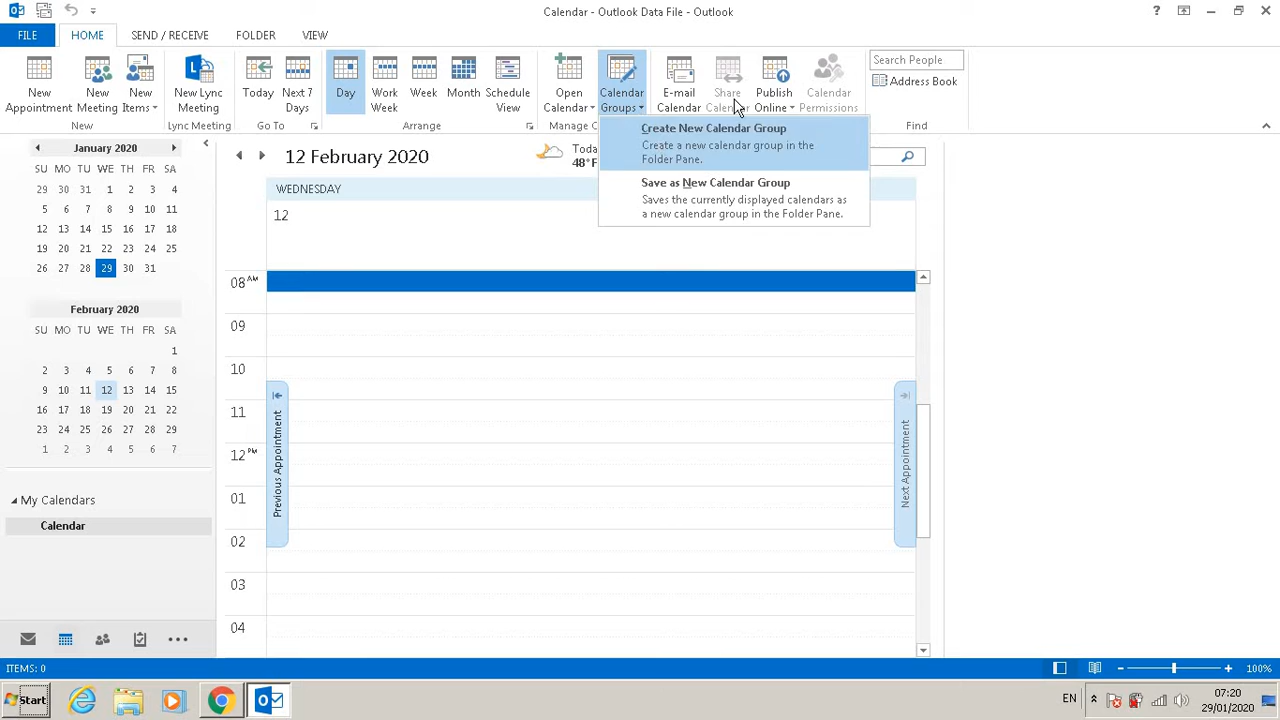 Calendar - Outlook Data File - Outlook
?
FILE HOME SEND / RECEIVE FOLDER VIEW
New Appointment
New Meeting
New Items
New Lync Meeting
Today
Next 7 Days
Day
Work Week
Week
Month
Schedule View
Open Calendar
Calendar Groups
E-mail Calendar
Share Calendar
Publish Online
Calendar Permissions
Search People
Address Book
New Lync Meeting Go To Arrange Manage C Find
Create New Calendar Group
Create a new calendar group in the
Folder Pane.
Save as New Calendar Group
Saves the currently displayed calendars as
a new calendar group in the Folder Pane.
January 2020
SU MO TU WE TH FR SA
29 30 31 1 2 3 4
5 6 7 8 9 10 11
12 13 14 15 16 17 18
19 20 21 22 23 24 25
26 27 28 29 30 31
February 2020
SU MO TU WE TH FR SA
1
2 3 4 5 6 7 8
9 10 11 12 13 14 15
16 17 18 19 20 21 22
23 24 25 26 27 28 29
1 2 3 4 5 6 7
My Calendars
Calendar
12 February 2020
Toda
48°F
WEDNESDAY
12
08 AM
09
10
11
12 PM
01
02
03
04
Previous Appointment
Next Appointment
ITEMS: 0
100%
Start
EN
07:20
29/01/2020